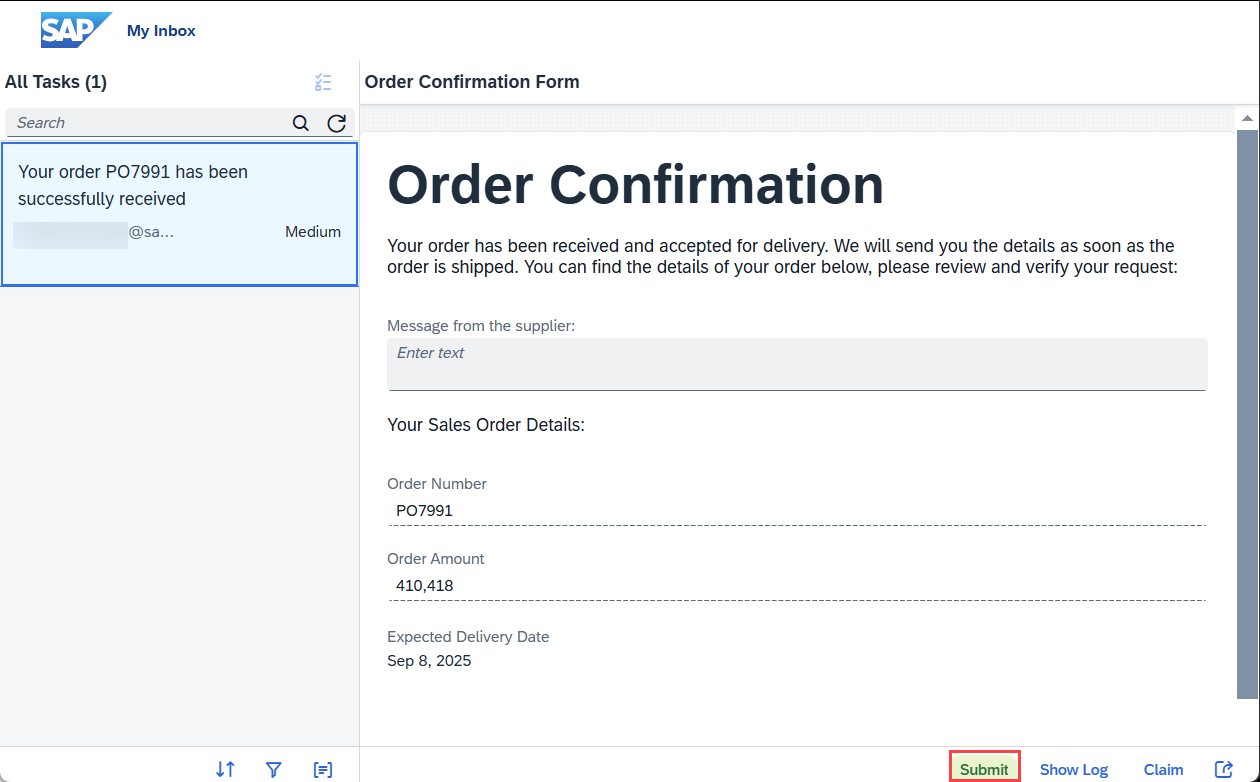 SAP My Inbox
All Tasks (1)
Search
Your order PO7991 has been
successfully received
@sa...
Medium
Order Confirmation Form
Order Confirmation
Your order has been received and accepted for delivery. We will send you the details as soon as the
order is shipped. You can find the details of your order below, please review and verify your request:
Message from the supplier:
Enter text
Your Sales Order Details:
Order Number
PO7991
Order Amount
410,418
Expected Delivery Date
Sep 8, 2025
Submit Show Log Claim